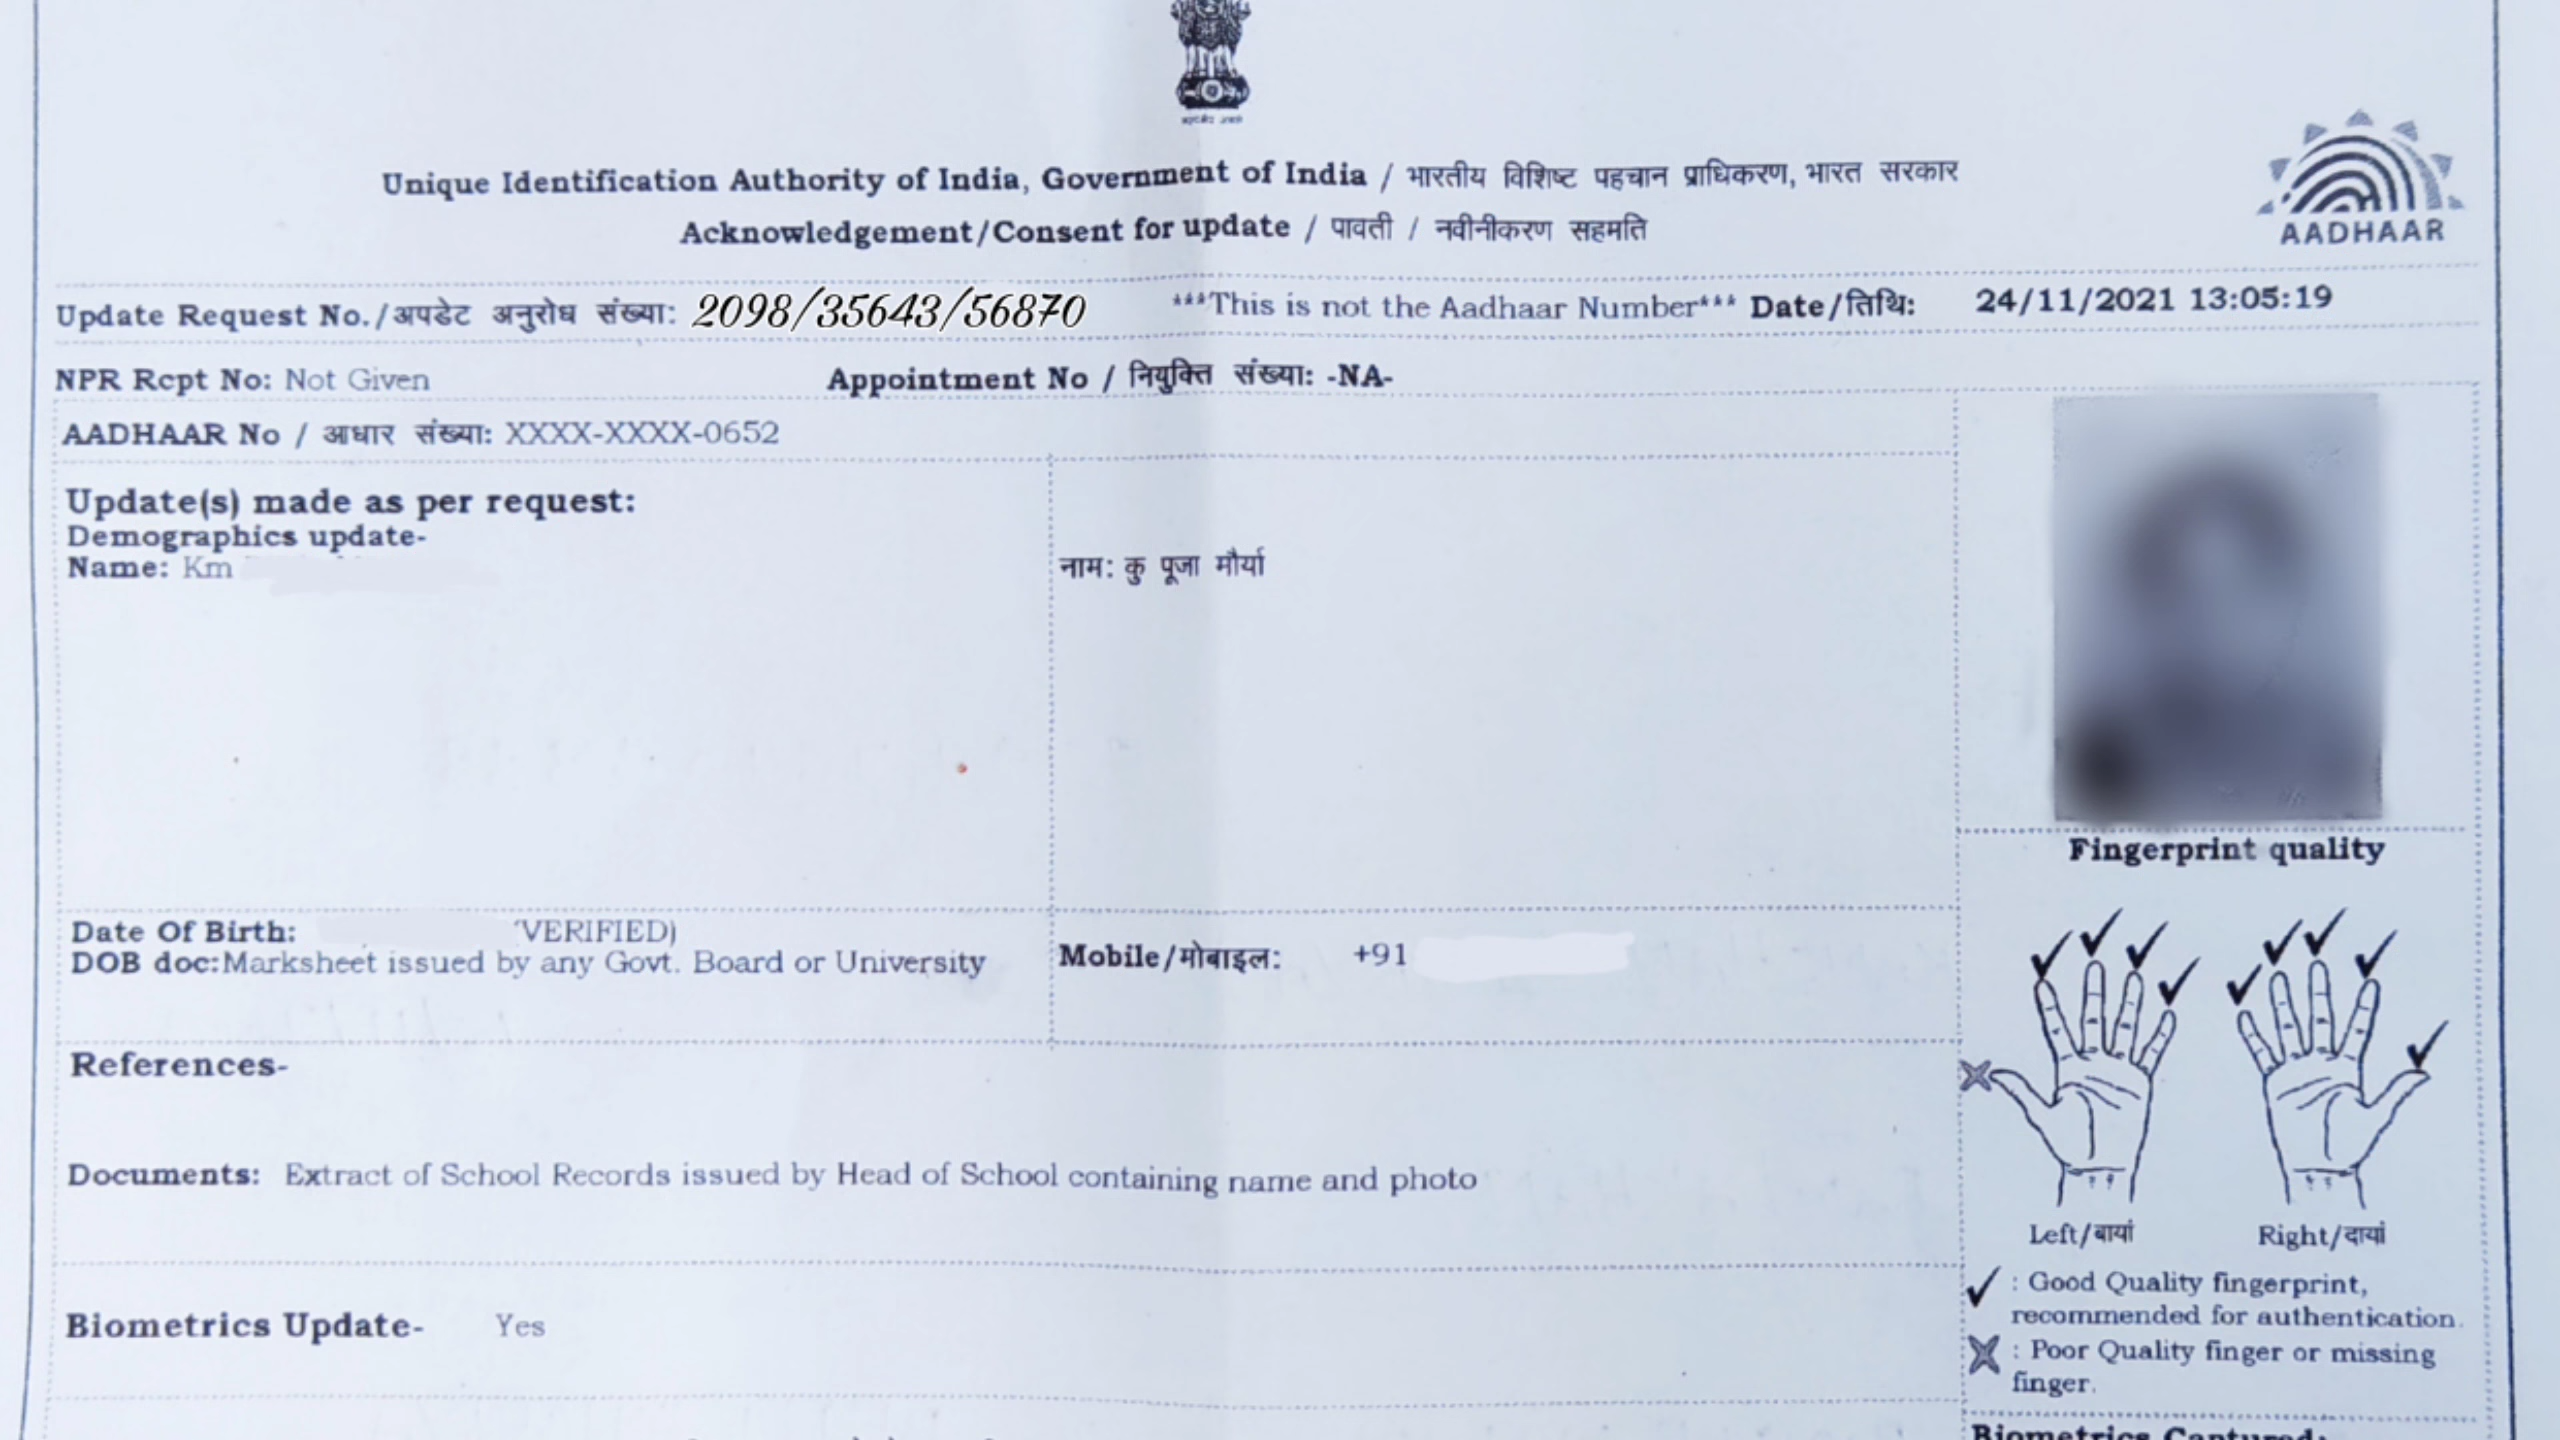 Unique Identification Authority of India, Government of India / भारतीय विशिष्ट पहचान प्राधिकरण, भारत सरकार
Acknowledgement/Consent for update / पावती / नवीनीकरण सहमति
AADHAAR
Update Request No./अपडेट अनुरोध संख्या: 2098/35643/56870 ***This is not the Aadhaar Number*** Date/तिथि: 24/11/2021 13:05:19
NPR Rcpt No: Not Given Appointment No / नियुक्ति संख्या: -NA-
AADHAAR No / आधार संख्या: XXXX-XXXX-0652
Update(s) made as per request:
Demographics update-
Name: Km
नाम: कु पूजा मौर्या
Date Of Birth: VERIFIED)
DOB doc:Marksheet issued by any Govt. Board or University
Mobile/मोबाइल: +91
References-
Documents: Extract of School Records issued by Head of School containing name and photo
Biometrics Update- Yes
Fingerprint quality
Left/बायां Right/दायां
: Good Quality fingerprint,
recommended for authentication.
: Poor Quality finger or missing
finger.
Biometrics Captured: